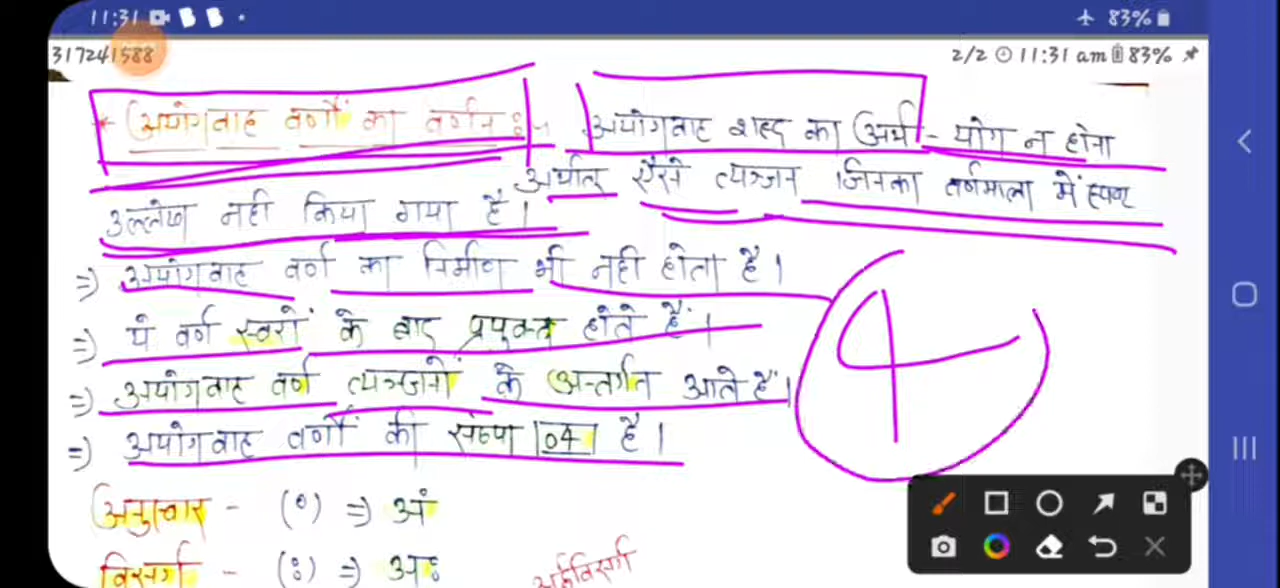 11:31 83%
317241588 2/2 11:31 am 83%
अयोगवाह वर्णों का वर्णन :- अयोगवाह शब्द का अर्थ - योग न होना
अर्थात् ऐसे व्यञ्जन जिनका वर्णमाला में स्पष्ट
उल्लेख नही किया गया है।
=) अयोगवाह वर्ण का निर्माण भी नही होता है।
=) ये वर्ण स्वरों के बाद प्रयुक्त होते हैं।
=) अयोगवाह वर्ण व्यञ्जनों के अन्तर्गत आते हैं।
=) अयोगवाह वर्णों की संख्या 04 है।
4
अनुस्वार - (०) => अं
विसर्ग - (ः) => अः
अर्द्धविसर्ग